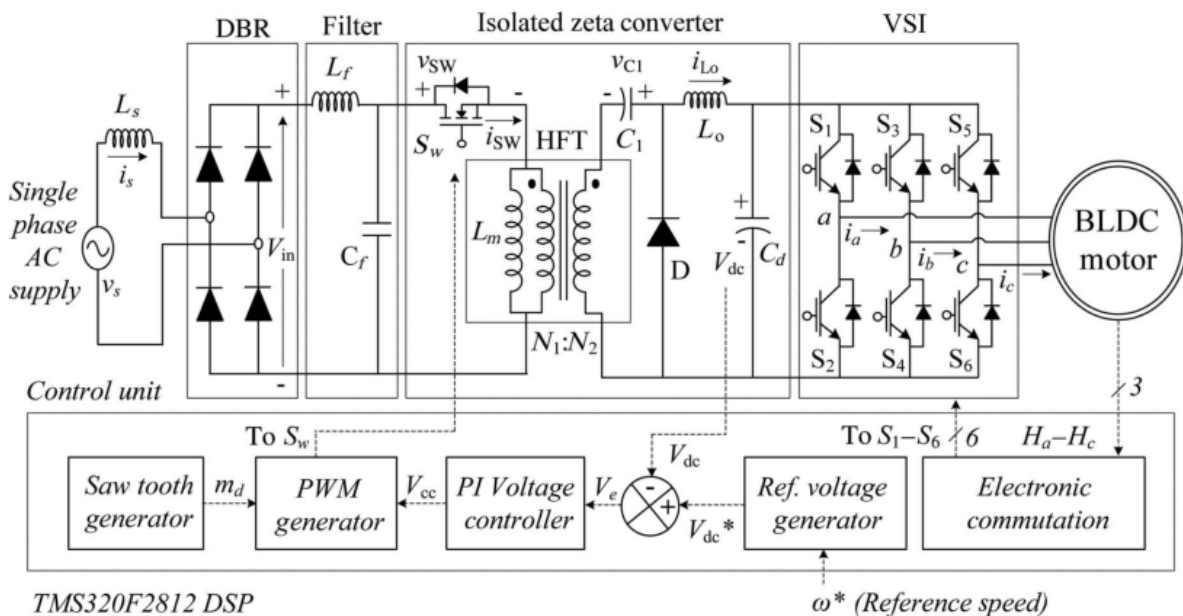 DBR
Filter
Isolated zeta converter
VSI
L_s
i_s
Single
phase
AC
supply
v_s
+
V_in
-
L_f
C_f
v_SW
+
-
S_w
i_SW
HFT
L_m
N_1:N_2
v_C1
-
+
C_1
i_Lo
L_o
D
+
-
V_dc
C_d
S_1
S_3
S_5
a
i_a
b
i_b
c
i_c
S_2
S_4
S_6
BLDC
motor
Control unit
To S_w
V_dc
To S_1–S_6
6
H_a–H_c
3
Saw tooth
generator
m_d
PWM
generator
V_cc
PI Voltage
controller
V_e
-
+
V_dc*
Ref. voltage
generator
Electronic
commutation
TMS320F2812 DSP
ω* (Reference speed)